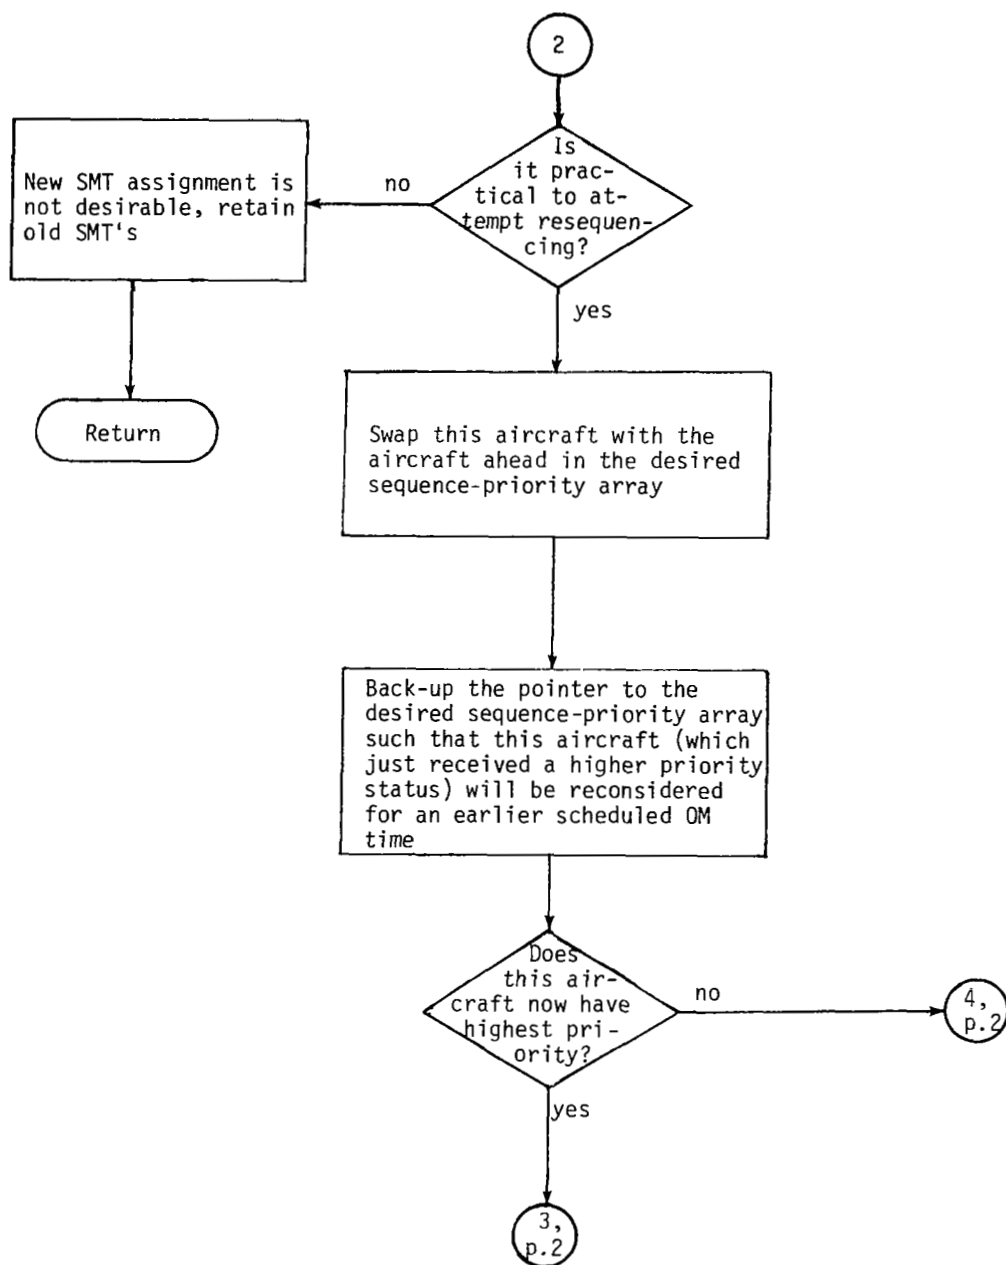 2
Is
it prac-
tical to at-
tempt resequen-
cing?
no
New SMT assignment is
not desirable, retain
old SMT's
Return
yes
Swap this aircraft with the
aircraft ahead in the desired
sequence-priority array
Back-up the pointer to the
desired sequence-priority array
such that this aircraft (which
just received a higher priority
status) will be reconsidered
for an earlier scheduled OM
time
Does
this air-
craft now have
highest pri-
ority?
no
4,
p.2
yes
3,
p.2